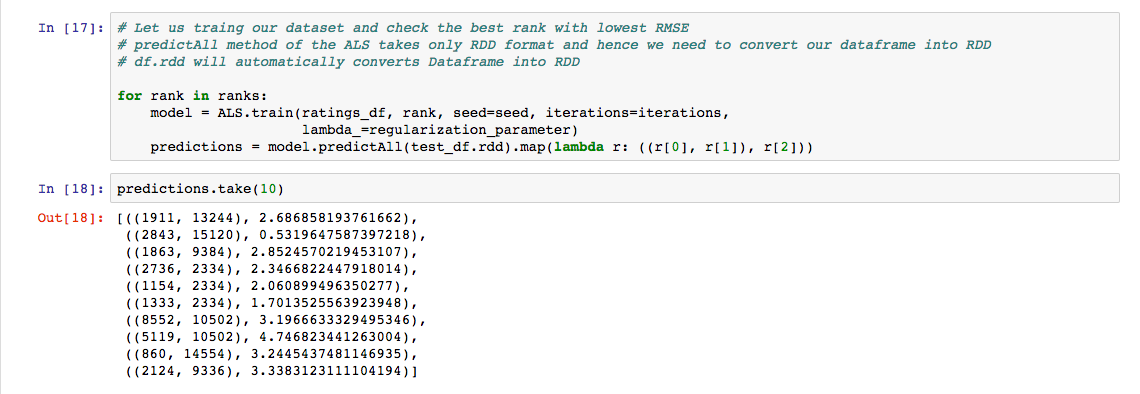 In [17]: # Let us traing our dataset and check the best rank with lowest RMSE
# predictAll method of the ALS takes only RDD format and hence we need to convert our dataframe into RDD
# df.rdd will automatically converts Dataframe into RDD
for rank in ranks:
    model = ALS.train(ratings_df, rank, seed=seed, iterations=iterations,
                      lambda_=regularization_parameter)
    predictions = model.predictAll(test_df.rdd).map(lambda r: ((r[0], r[1]), r[2]))
In [18]: predictions.take(10)
Out[18]: [((1911, 13244), 2.686858193761662),
 ((2843, 15120), 0.5319647587397218),
 ((1863, 9384), 2.8524570219453107),
 ((2736, 2334), 2.3466822447918014),
 ((1154, 2334), 2.060899496350277),
 ((1333, 2334), 1.7013525563923948),
 ((8552, 10502), 3.1966633329495346),
 ((5119, 10502), 4.746823441263004),
 ((860, 14554), 3.2445437481146935),
 ((2124, 9336), 3.3383123111104194)]